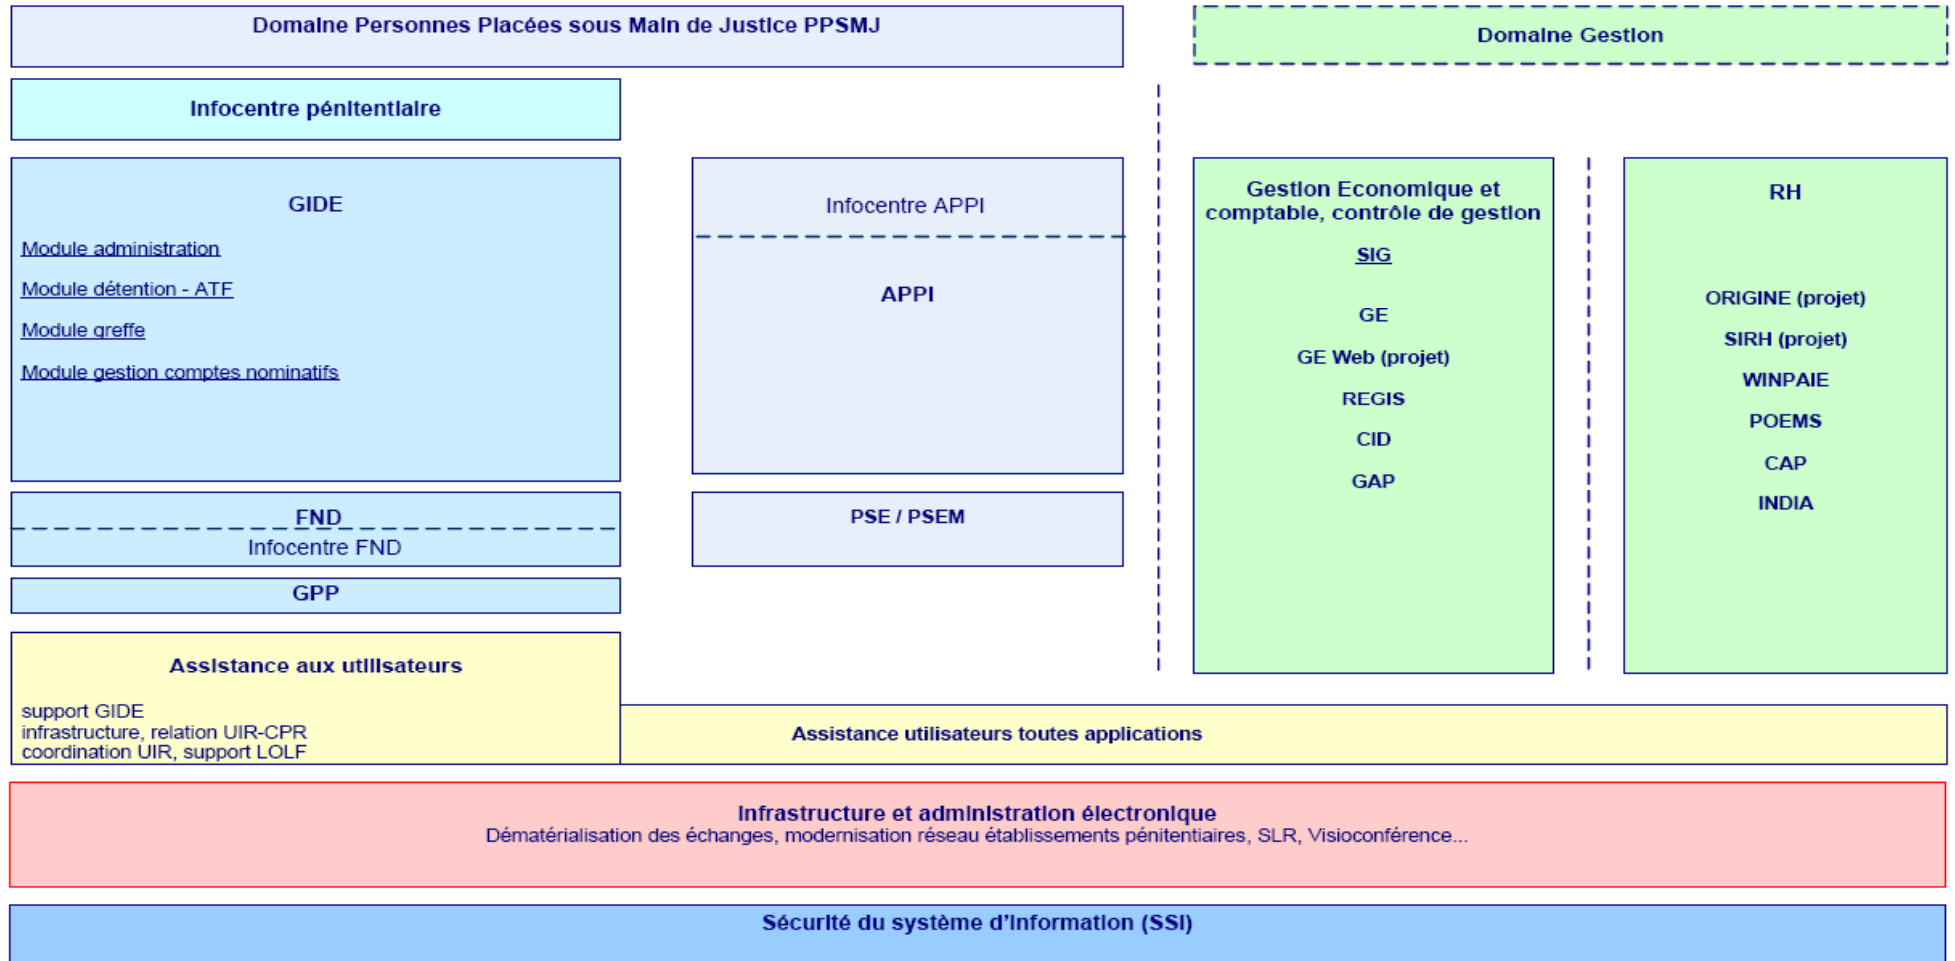 Domaine Personnes Placées sous Main de Justice PPSMJ
Domaine Gestion
Infocentre pénitentiaire
GIDE
Module administration
Module détention - ATF
Module greffe
Module gestion comptes nominatifs
FND
Infocentre FND
GPP
Infocentre APPI
APPI
PSE / PSEM
Gestion Economique et
comptable, contrôle de gestion
SIG
GE
GE Web (projet)
REGIS
CID
GAP
RH
ORIGINE (projet)
SIRH (projet)
WINPAIE
POEMS
CAP
INDIA
Assistance aux utilisateurs
support GIDE
infrastructure, relation UIR-CPR
coordination UIR, support LOLF
Assistance utilisateurs toutes applications
Infrastructure et administration électronique
Dématérialisation des échanges, modernisation réseau établissements pénitentiaires, SLR, Visioconférence...
Sécurité du système d'Information (SSI)